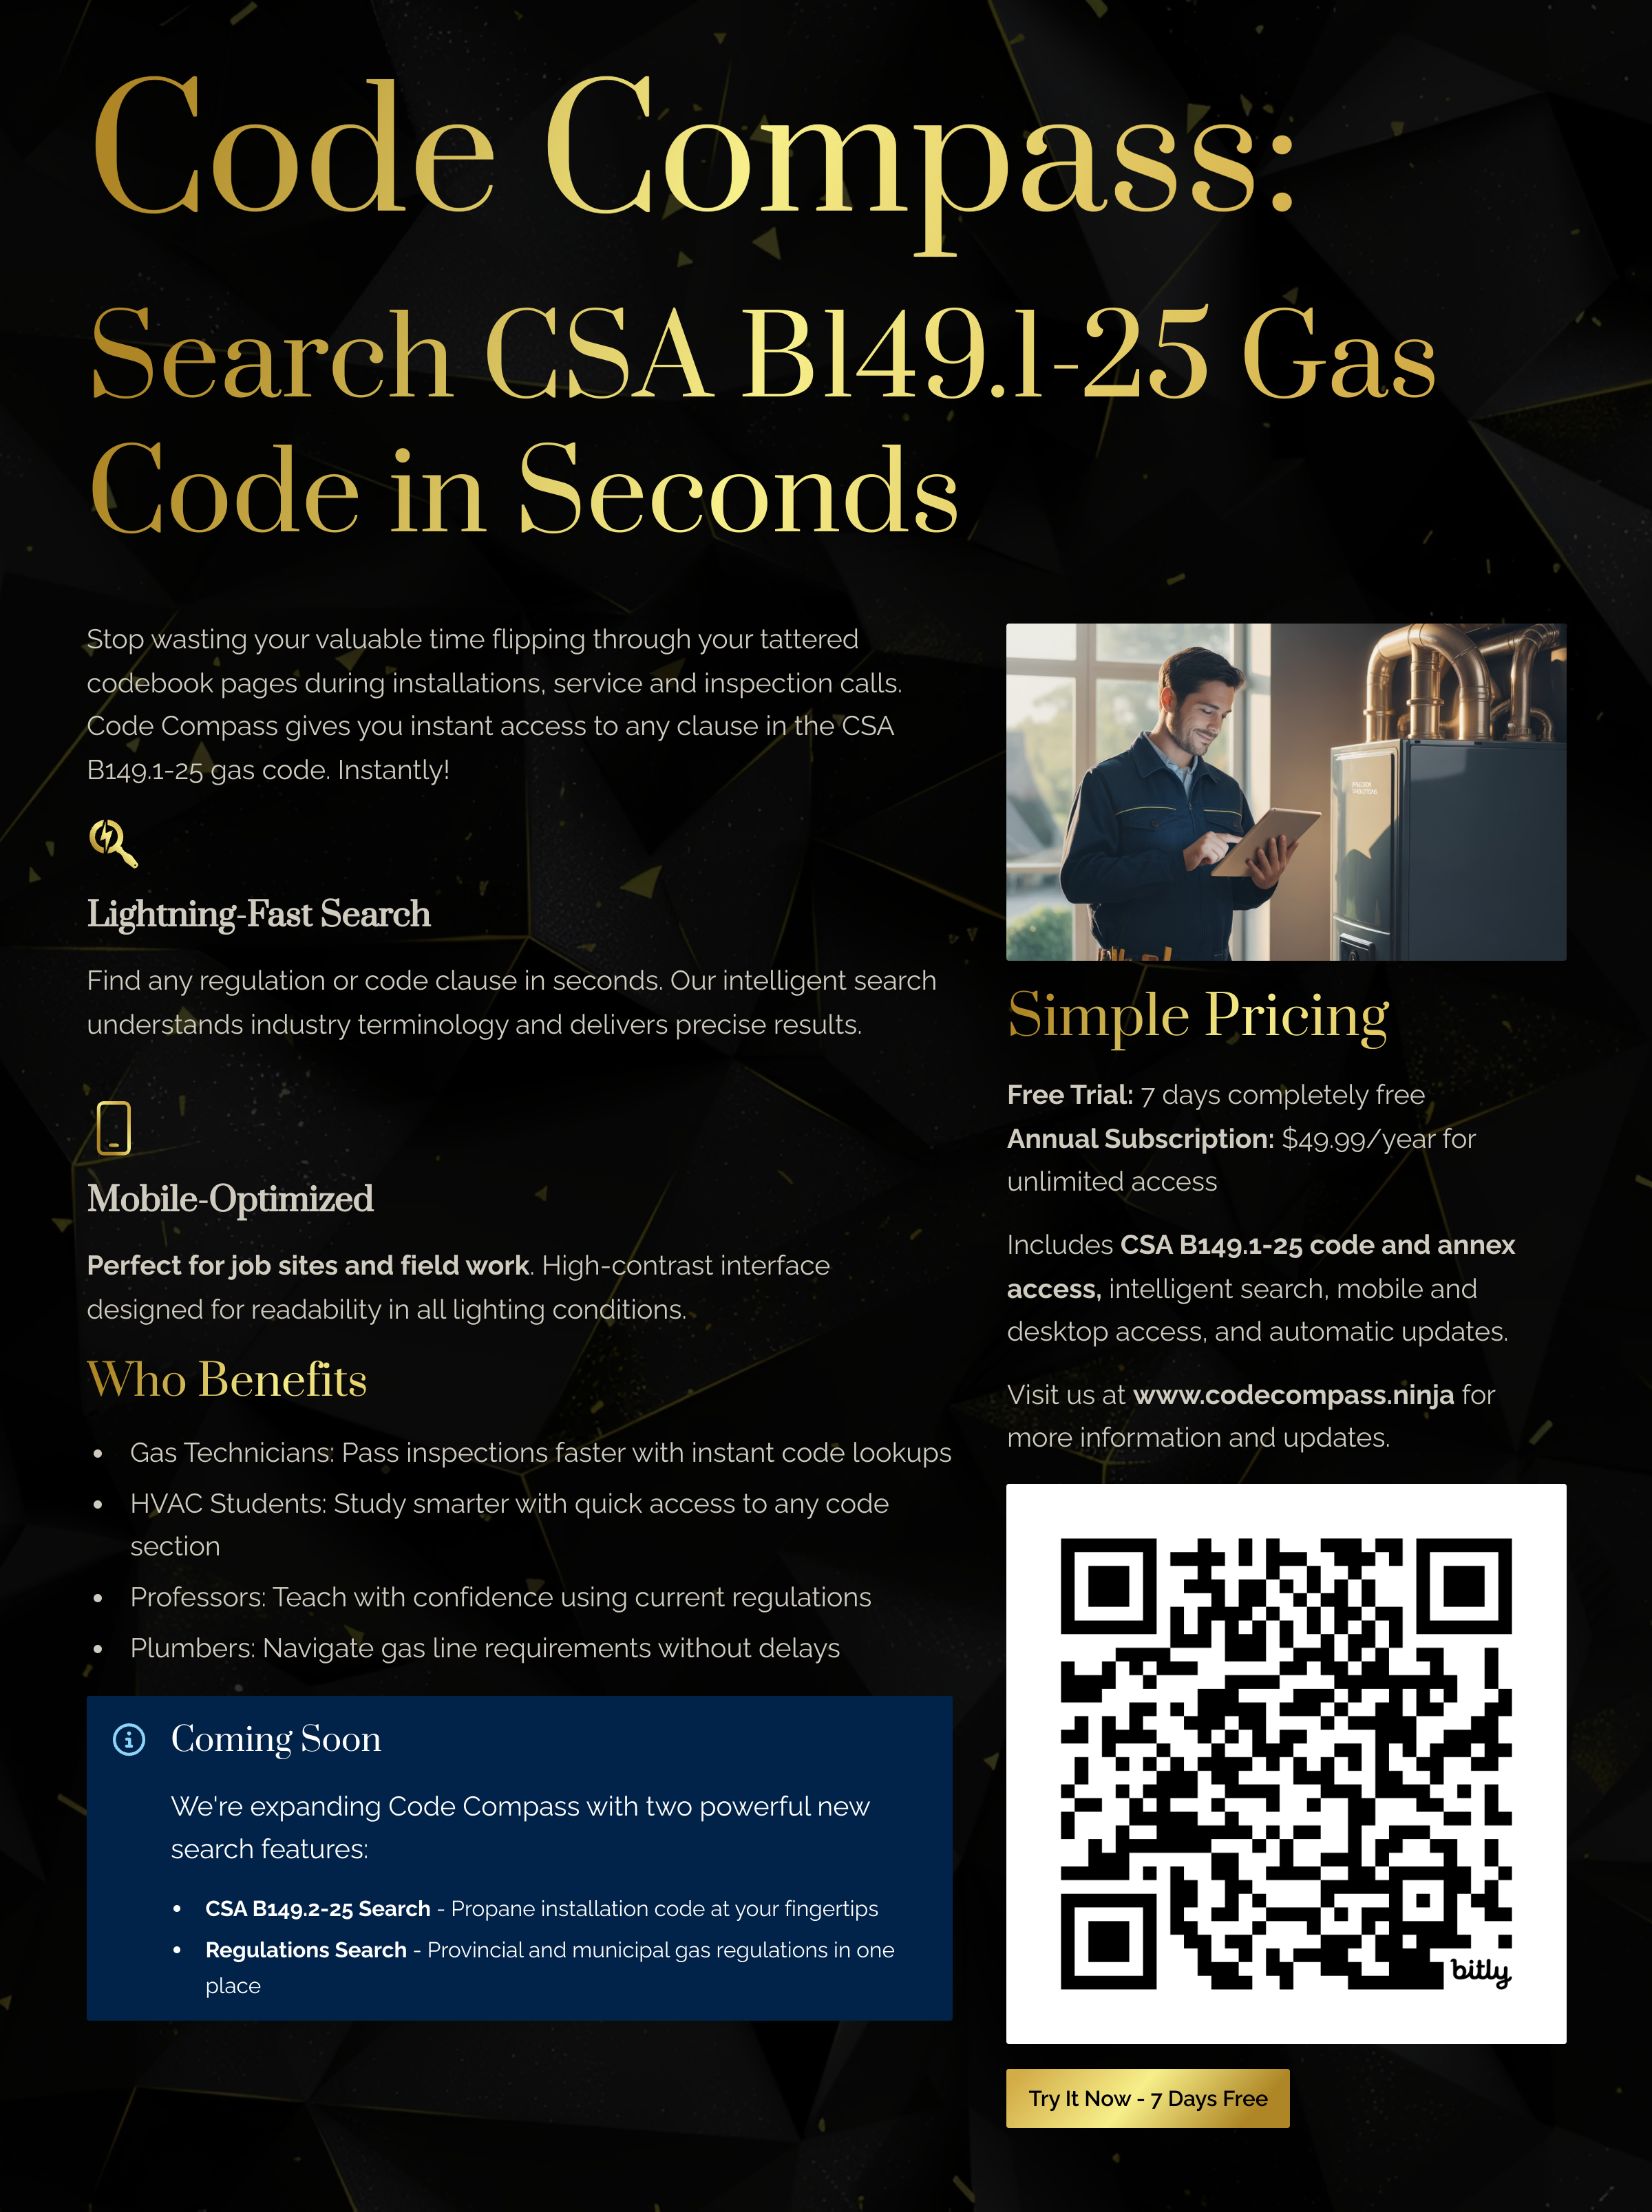 Code Compass:
Search CSA B149.1-25 Gas
Code in Seconds
Stop wasting your valuable time flipping through your tattered
codebook pages during installations, service and inspection calls.
Code Compass gives you instant access to any clause in the CSA
B149.1-25 gas code. Instantly!
Lightning-Fast Search
Find any regulation or code clause in seconds. Our intelligent search
understands industry terminology and delivers precise results.
Mobile-Optimized
Perfect for job sites and field work. High-contrast interface
designed for readability in all lighting conditions.
Who Benefits
• Gas Technicians: Pass inspections faster with instant code lookups
• HVAC Students: Study smarter with quick access to any code
section
• Professors: Teach with confidence using current regulations
• Plumbers: Navigate gas line requirements without delays
Coming Soon
We're expanding Code Compass with two powerful new
search features:
• CSA B149.2-25 Search - Propane installation code at your fingertips
• Regulations Search - Provincial and municipal gas regulations in one
place
Simple Pricing
Free Trial: 7 days completely free
Annual Subscription: $49.99/year for
unlimited access
Includes CSA B149.1-25 code and annex
access, intelligent search, mobile and
desktop access, and automatic updates.
Visit us at www.codecompass.ninja for
more information and updates.
bitly
Try It Now - 7 Days Free